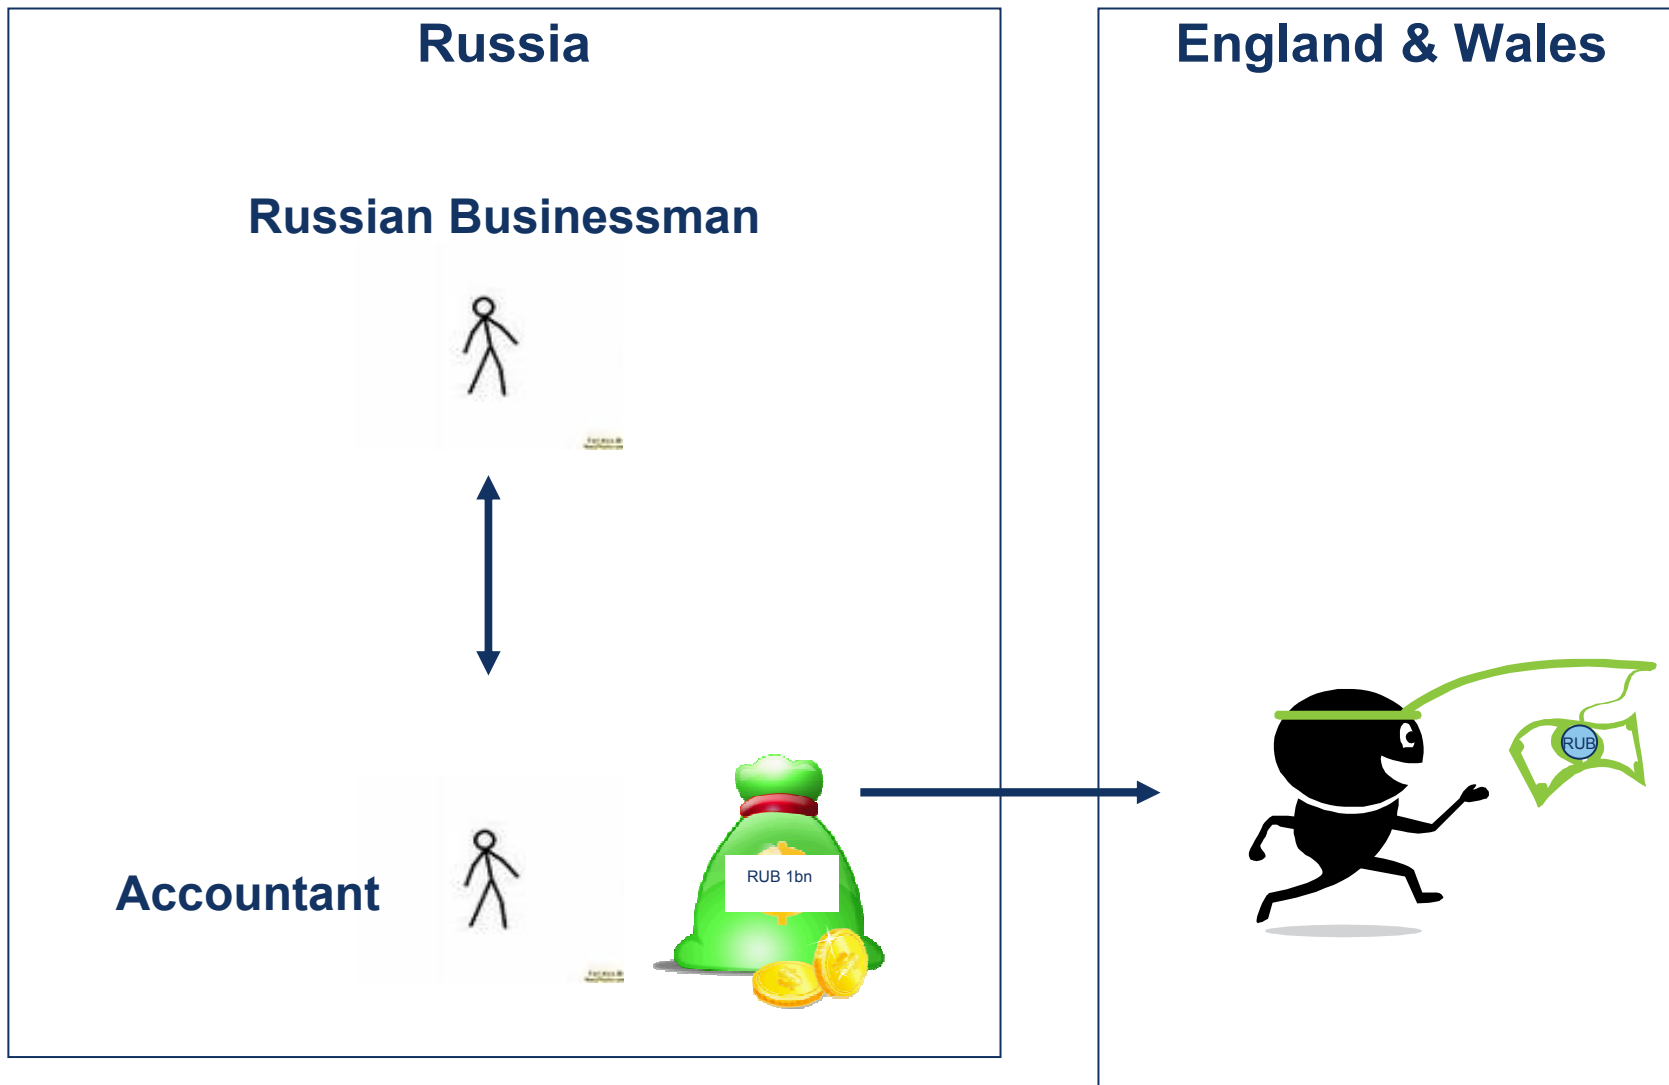 Russia
England & Wales
Russian Businessman
RUB
RUB 1bn
Accountant